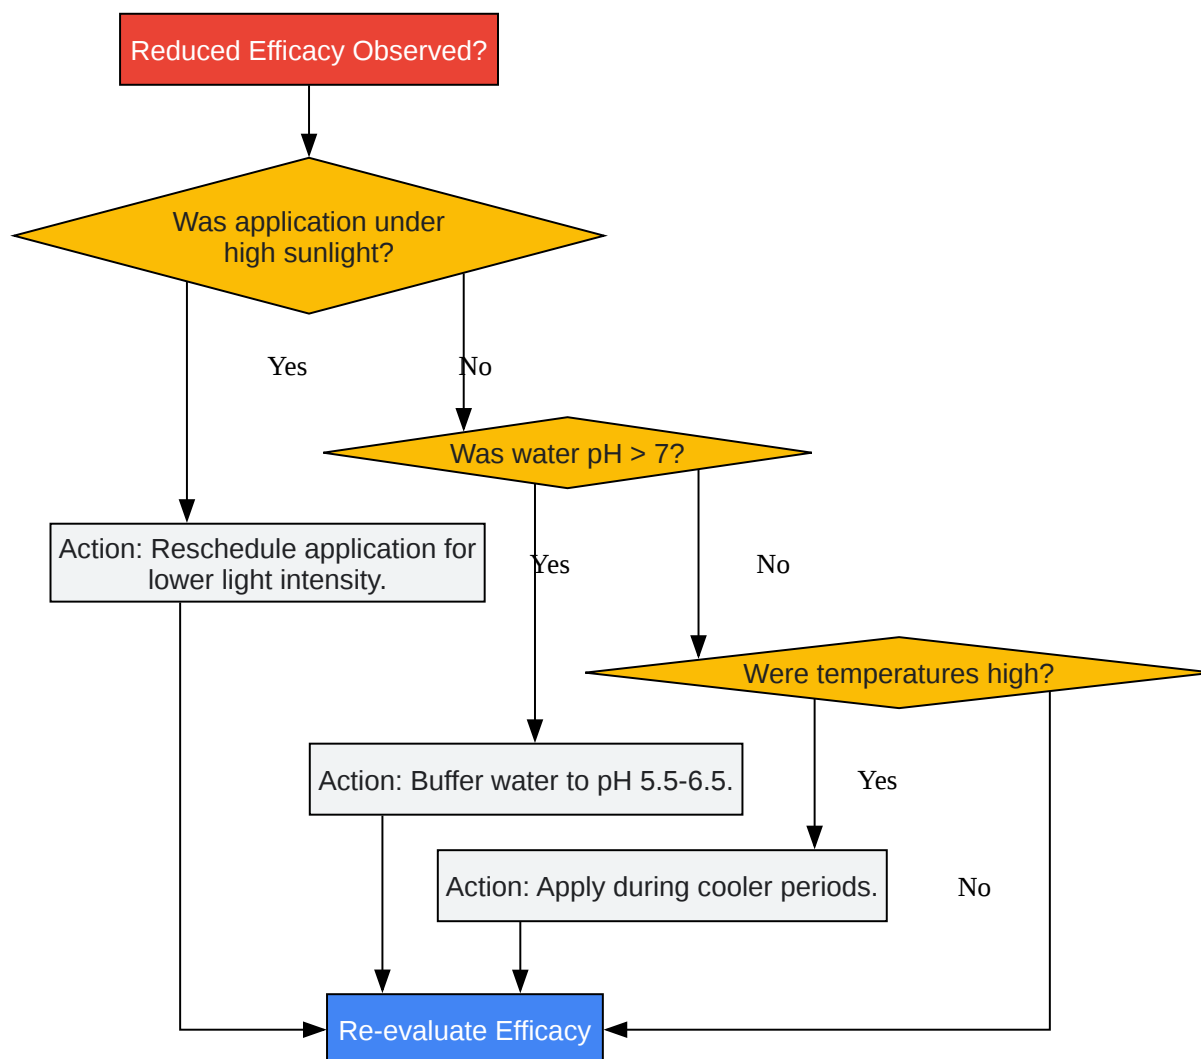 Reduced Efficacy Observed?
Was application under
high sunlight?
Yes
No
Was water pH > 7?
Action: Reschedule application for
lower light intensity.
Yes
No
Were temperatures high?
Action: Buffer water to pH 5.5-6.5.
Yes
Action: Apply during cooler periods.
No
Re-evaluate Efficacy